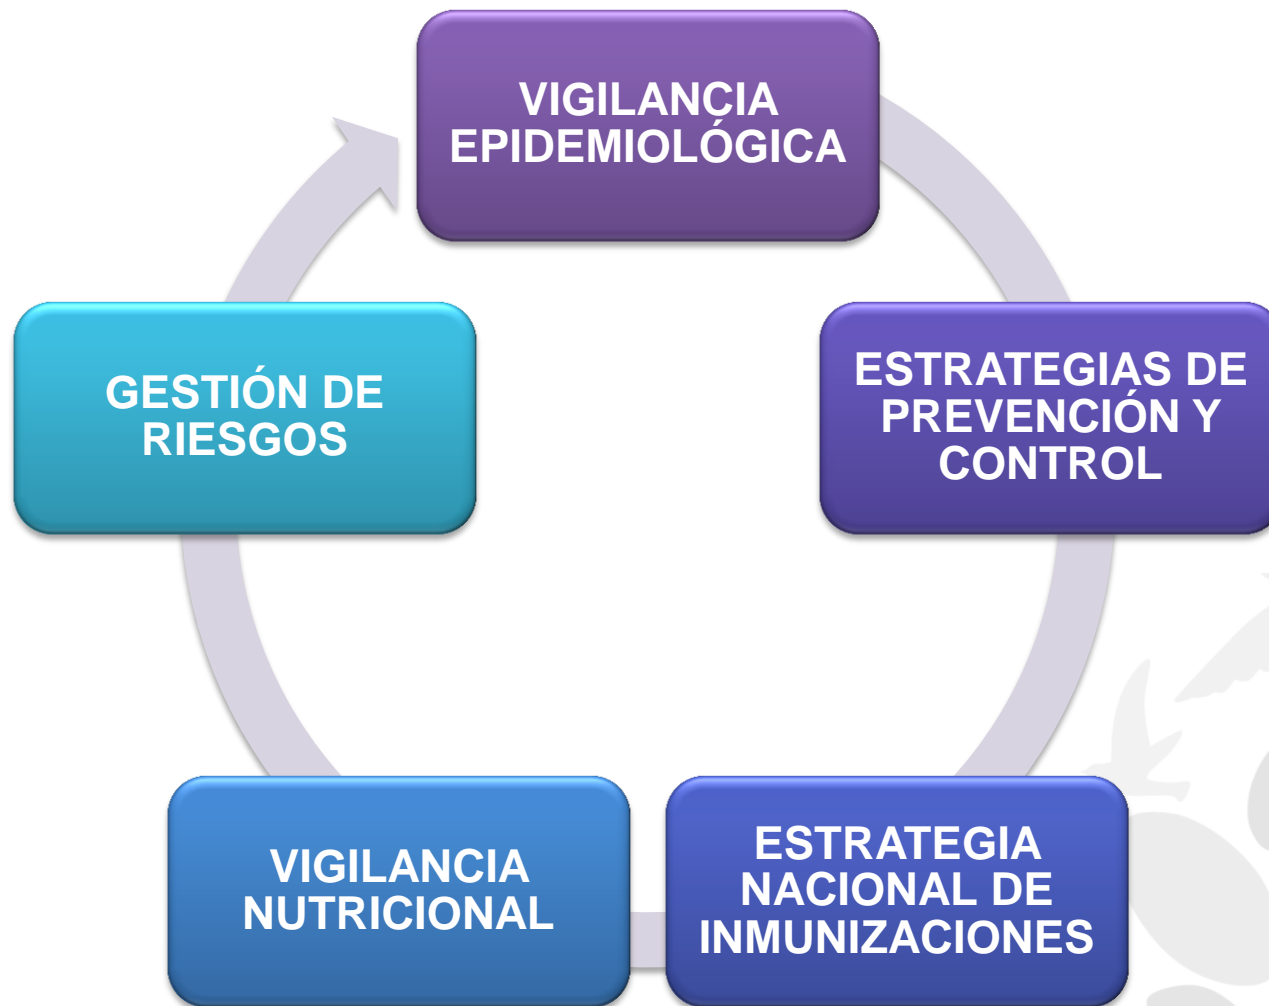 VIGILANCIA
EPIDEMIOLÓGICA
ESTRATEGIAS DE
PREVENCIÓN Y
CONTROL
ESTRATEGIA
NACIONAL DE
INMUNIZACIONES
VIGILANCIA
NUTRICIONAL
GESTIÓN DE
RIESGOS